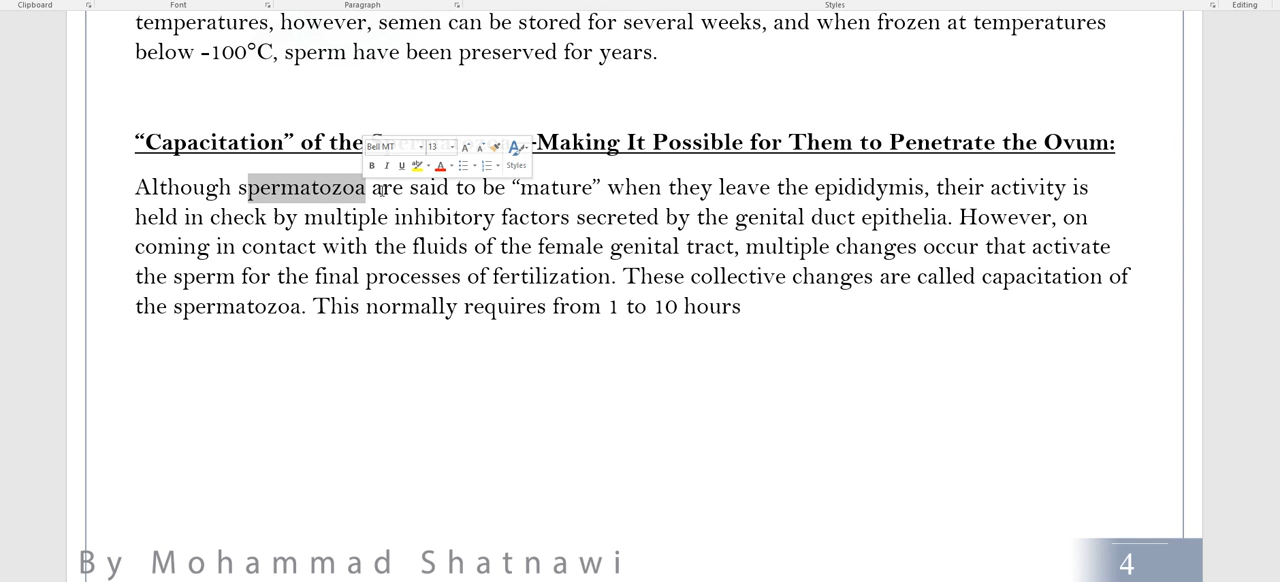 Clipboard Font Paragraph Styles Editing
temperatures, however, semen can be stored for several weeks, and when frozen at temperatures
below -100°C, sperm have been preserved for years.
“Capacitation” of the -Making It Possible for Them to Penetrate the Ovum:
Bell MT 13
B I U Styles
Although spermatozoa are said to be “mature” when they leave the epididymis, their activity is
held in check by multiple inhibitory factors secreted by the genital duct epithelia. However, on
coming in contact with the fluids of the female genital tract, multiple changes occur that activate
the sperm for the final processes of fertilization. These collective changes are called capacitation of
the spermatozoa. This normally requires from 1 to 10 hours
By Mohammad Shatnawi
4